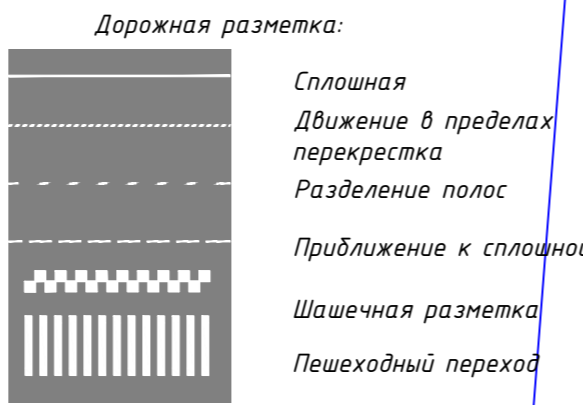 Дорожная разметка:
Сплошная
Движение в пределах
перекрестка
Разделение полос
Приближение к сплошной
Шашечная разметка
Пешеходный переход